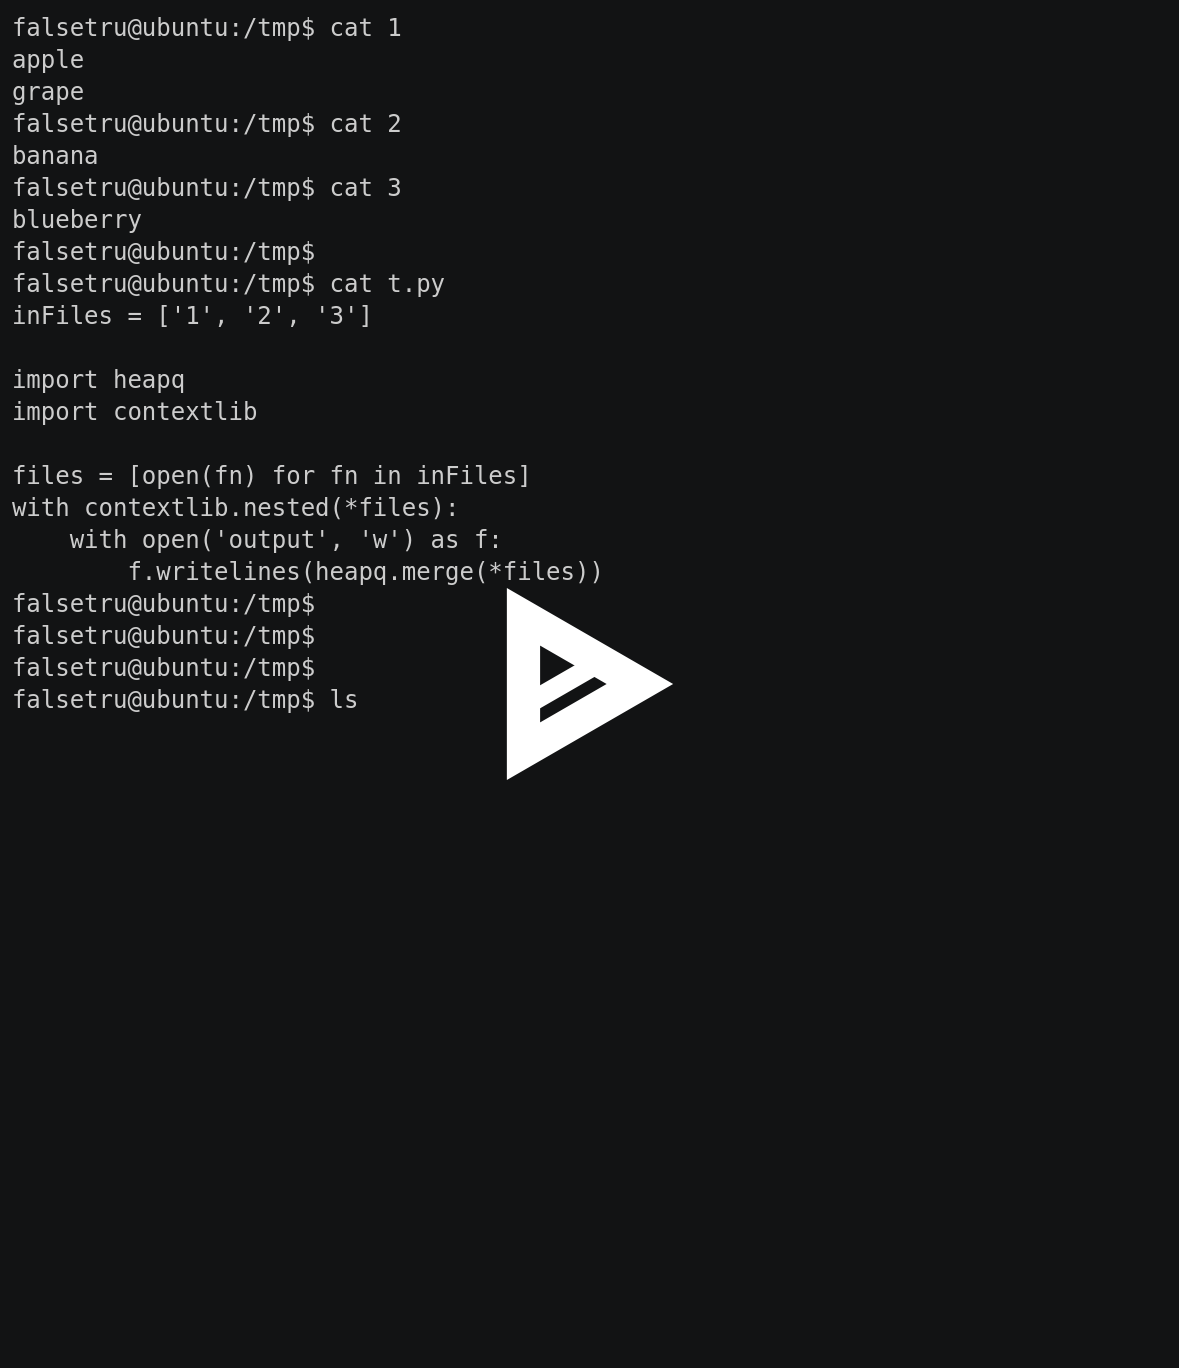 falsetru@ubuntu:/tmp$ cat 1
apple
grape
falsetru@ubuntu:/tmp$ cat 2
banana
falsetru@ubuntu:/tmp$ cat 3
blueberry
falsetru@ubuntu:/tmp$
falsetru@ubuntu:/tmp$ cat t.py
inFiles = ['1', '2', '3']

import heapq
import contextlib

files = [open(fn) for fn in inFiles]
with contextlib.nested(*files):
    with open('output', 'w') as f:
        f.writelines(heapq.merge(*files))
falsetru@ubuntu:/tmp$
falsetru@ubuntu:/tmp$
falsetru@ubuntu:/tmp$
falsetru@ubuntu:/tmp$ ls